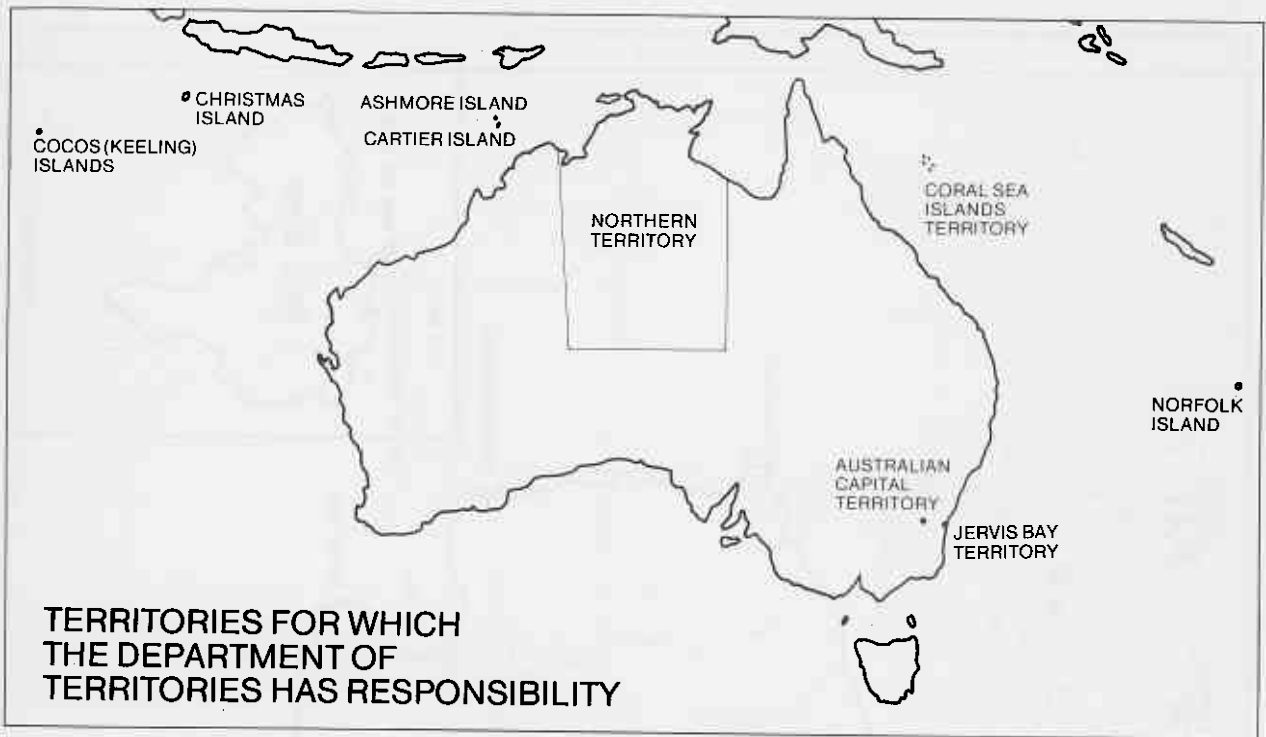 CHRISTMAS
ISLAND
COCOS (KEELING)
ISLANDS
ASHMORE ISLAND
CARTIER ISLAND
NORTHERN
TERRITORY
CORAL SEA
ISLANDS
TERRITORY
NORFOLK
ISLAND
AUSTRALIAN
CAPITAL
TERRITORY
JERVIS BAY
TERRITORY
TERRITORIES FOR WHICH
THE DEPARTMENT OF
TERRITORIES HAS RESPONSIBILITY